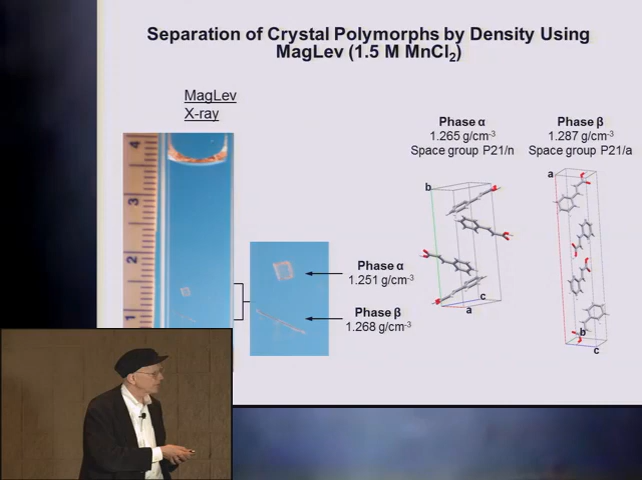 Separation of Crystal Polymorphs by Density Using
MagLev (1.5 M MnCl₂)
MagLev
X-ray
4
3
2
1
Phase α
1.251 g/cm⁻³
Phase β
1.268 g/cm⁻³
Phase α
1.265 g/cm⁻³
Space group P21/n
b
c
a
Phase β
1.287 g/cm⁻³
Space group P21/a
a
b
c